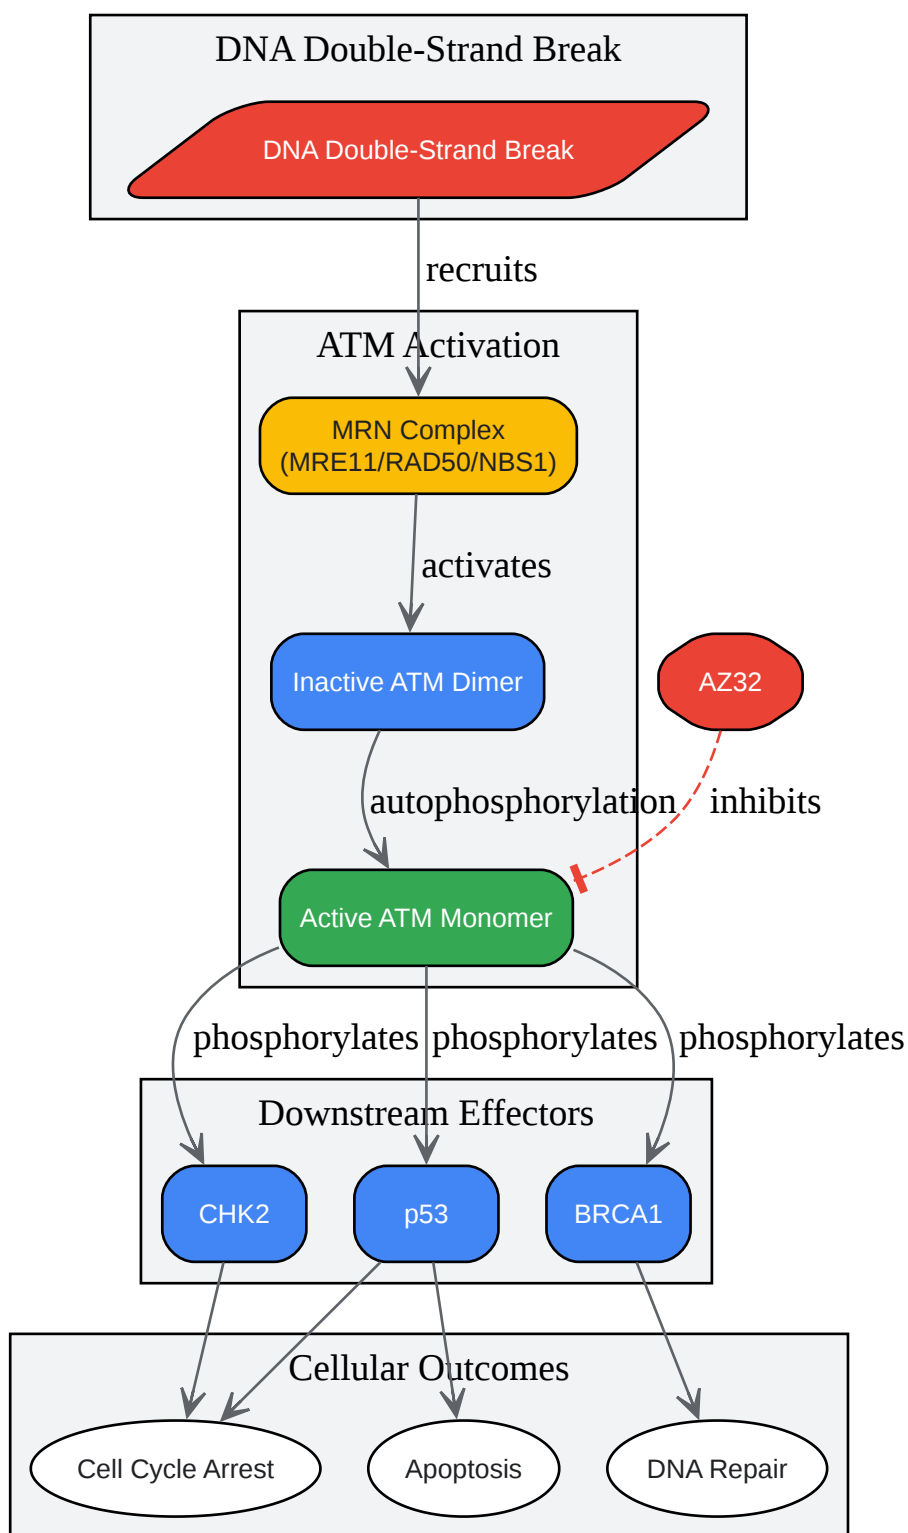 DNA Double-Strand Break
DNA Double-Strand Break
recruits
ATM Activation
MRN Complex
(MRE11/RAD50/NBS1)
activates
Inactive ATM Dimer
AZ32
autophosphorylation
inhibits
Active ATM Monomer
phosphorylates
phosphorylates
phosphorylates
Downstream Effectors
CHK2
p53
BRCA1
Cellular Outcomes
Cell Cycle Arrest
Apoptosis
DNA Repair